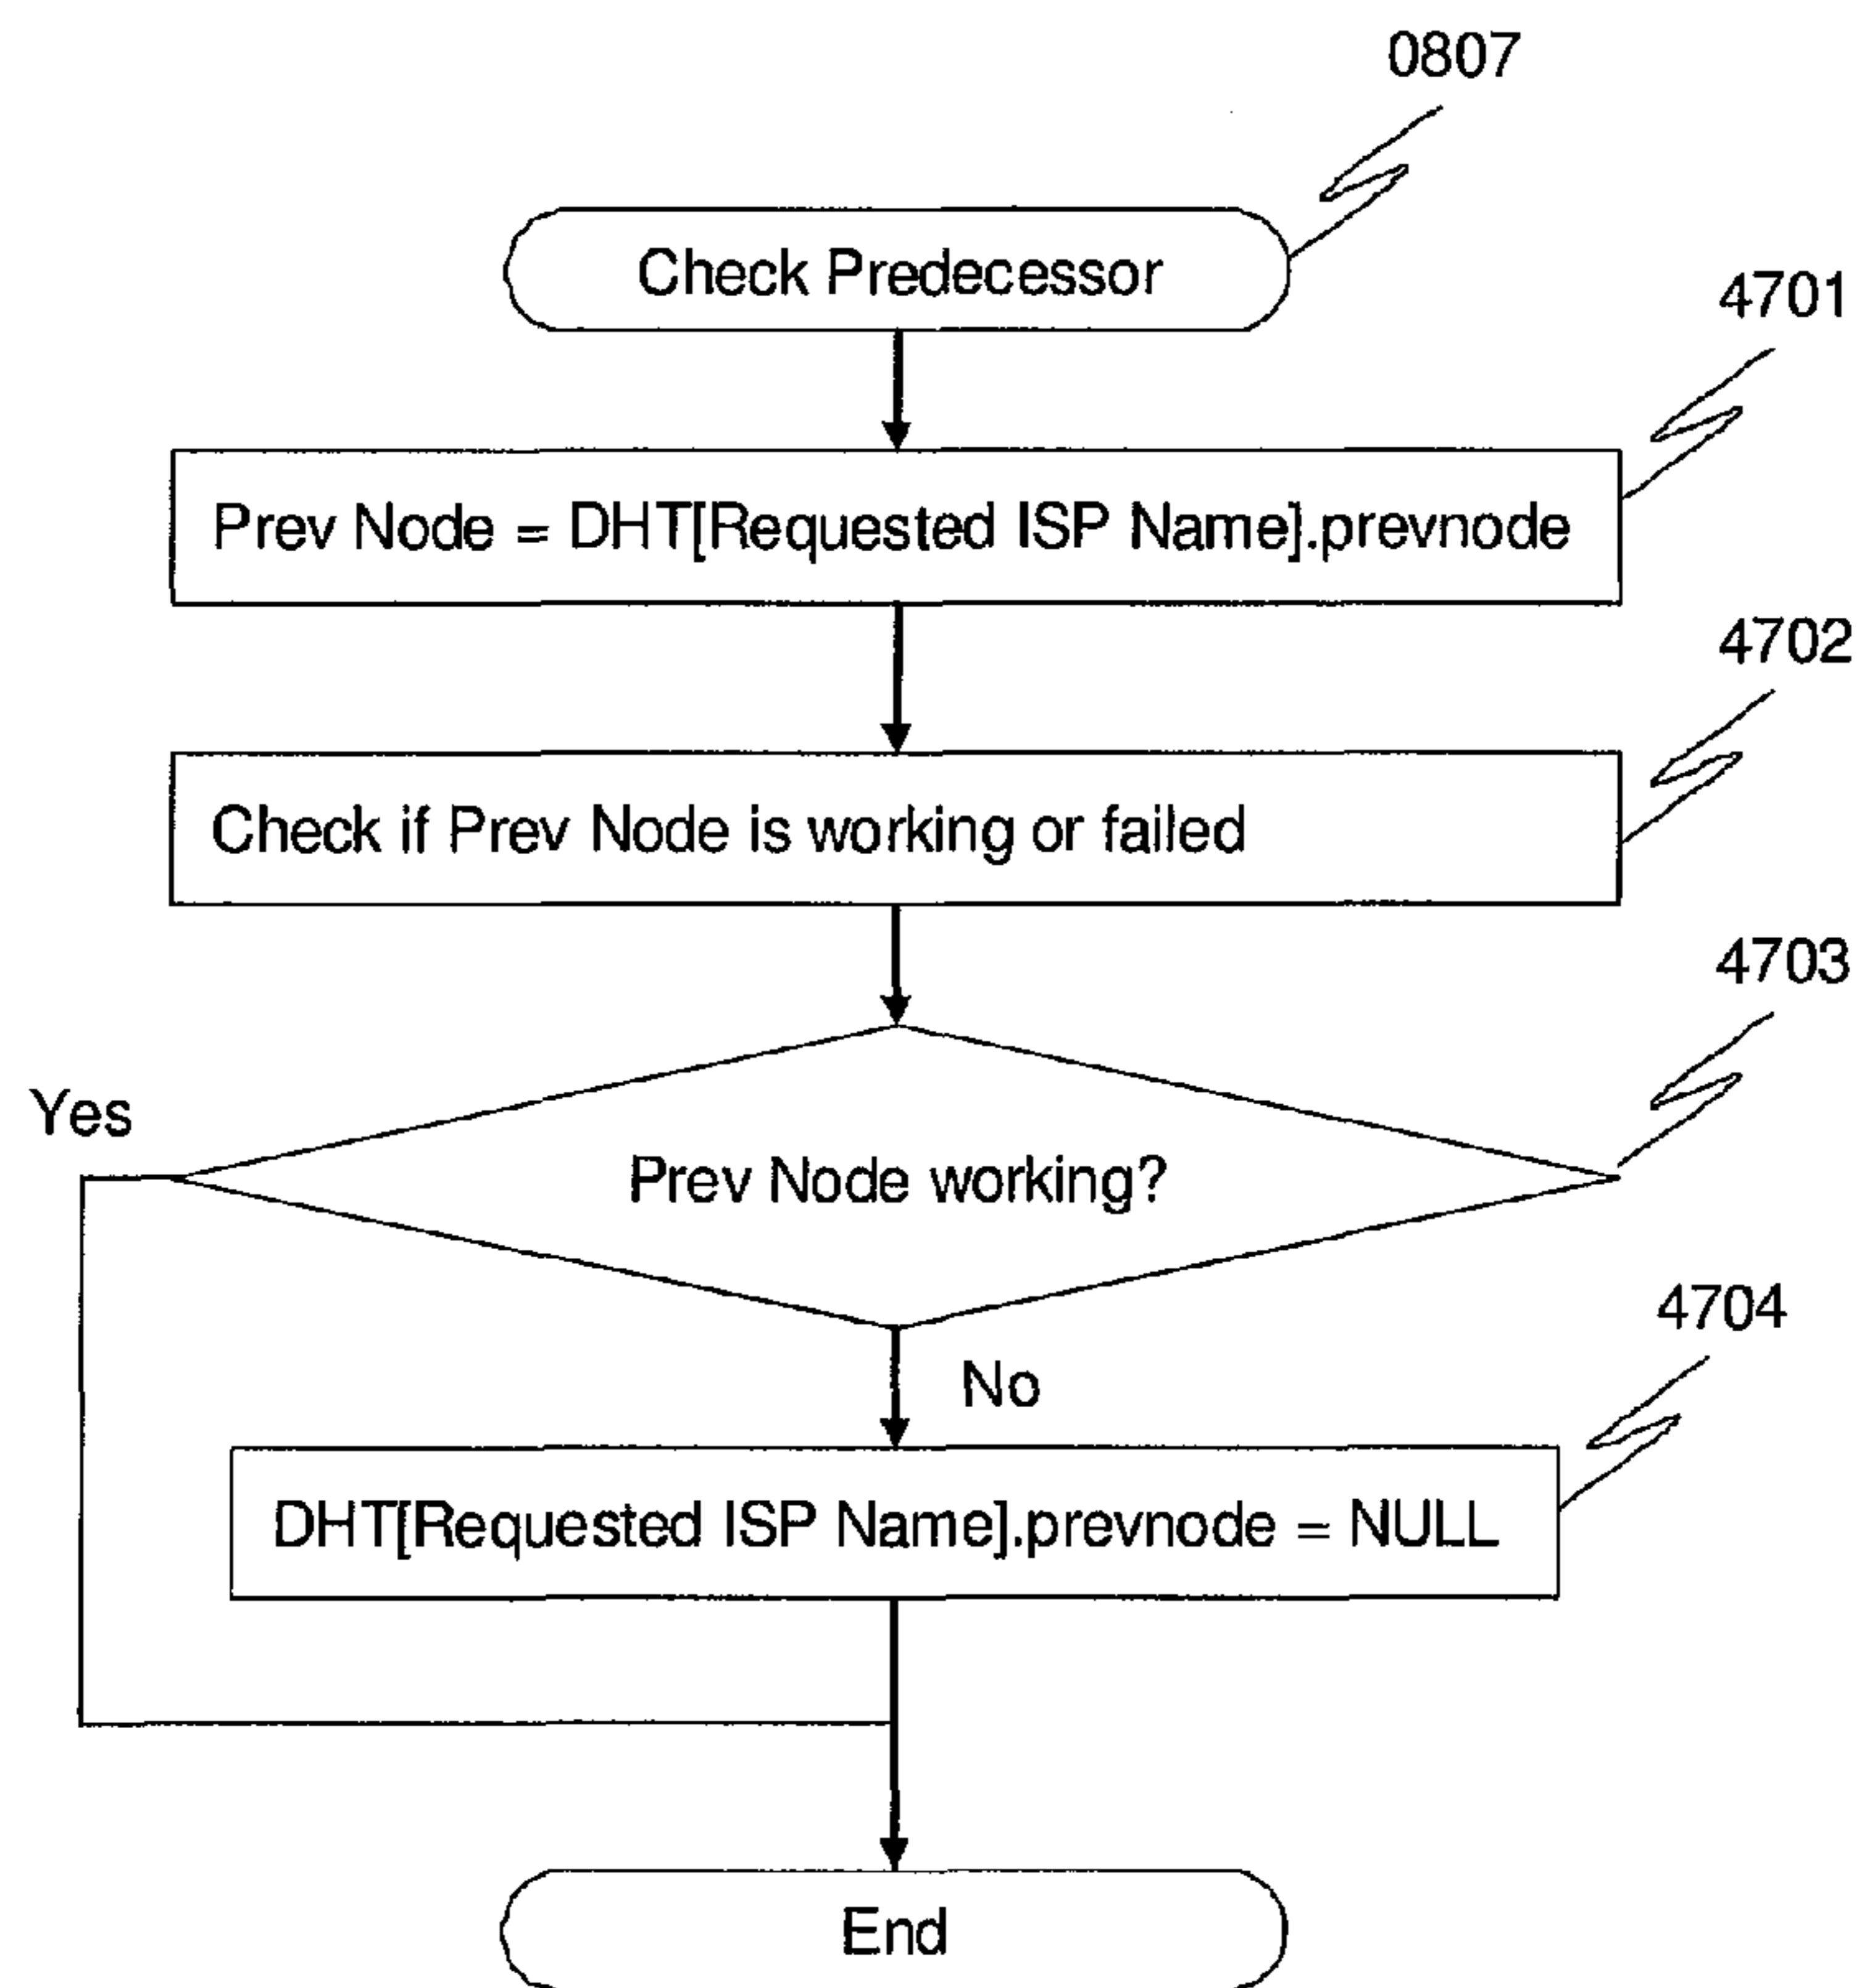 0807
Check Predecessor
4701
Prev Node = DHT[Requested ISP Name].prevnode
4702
Check if Prev Node is working or failed
4703
Yes
Prev Node working?
4704
No
DHT[Requested ISP Name].prevnode = NULL
End